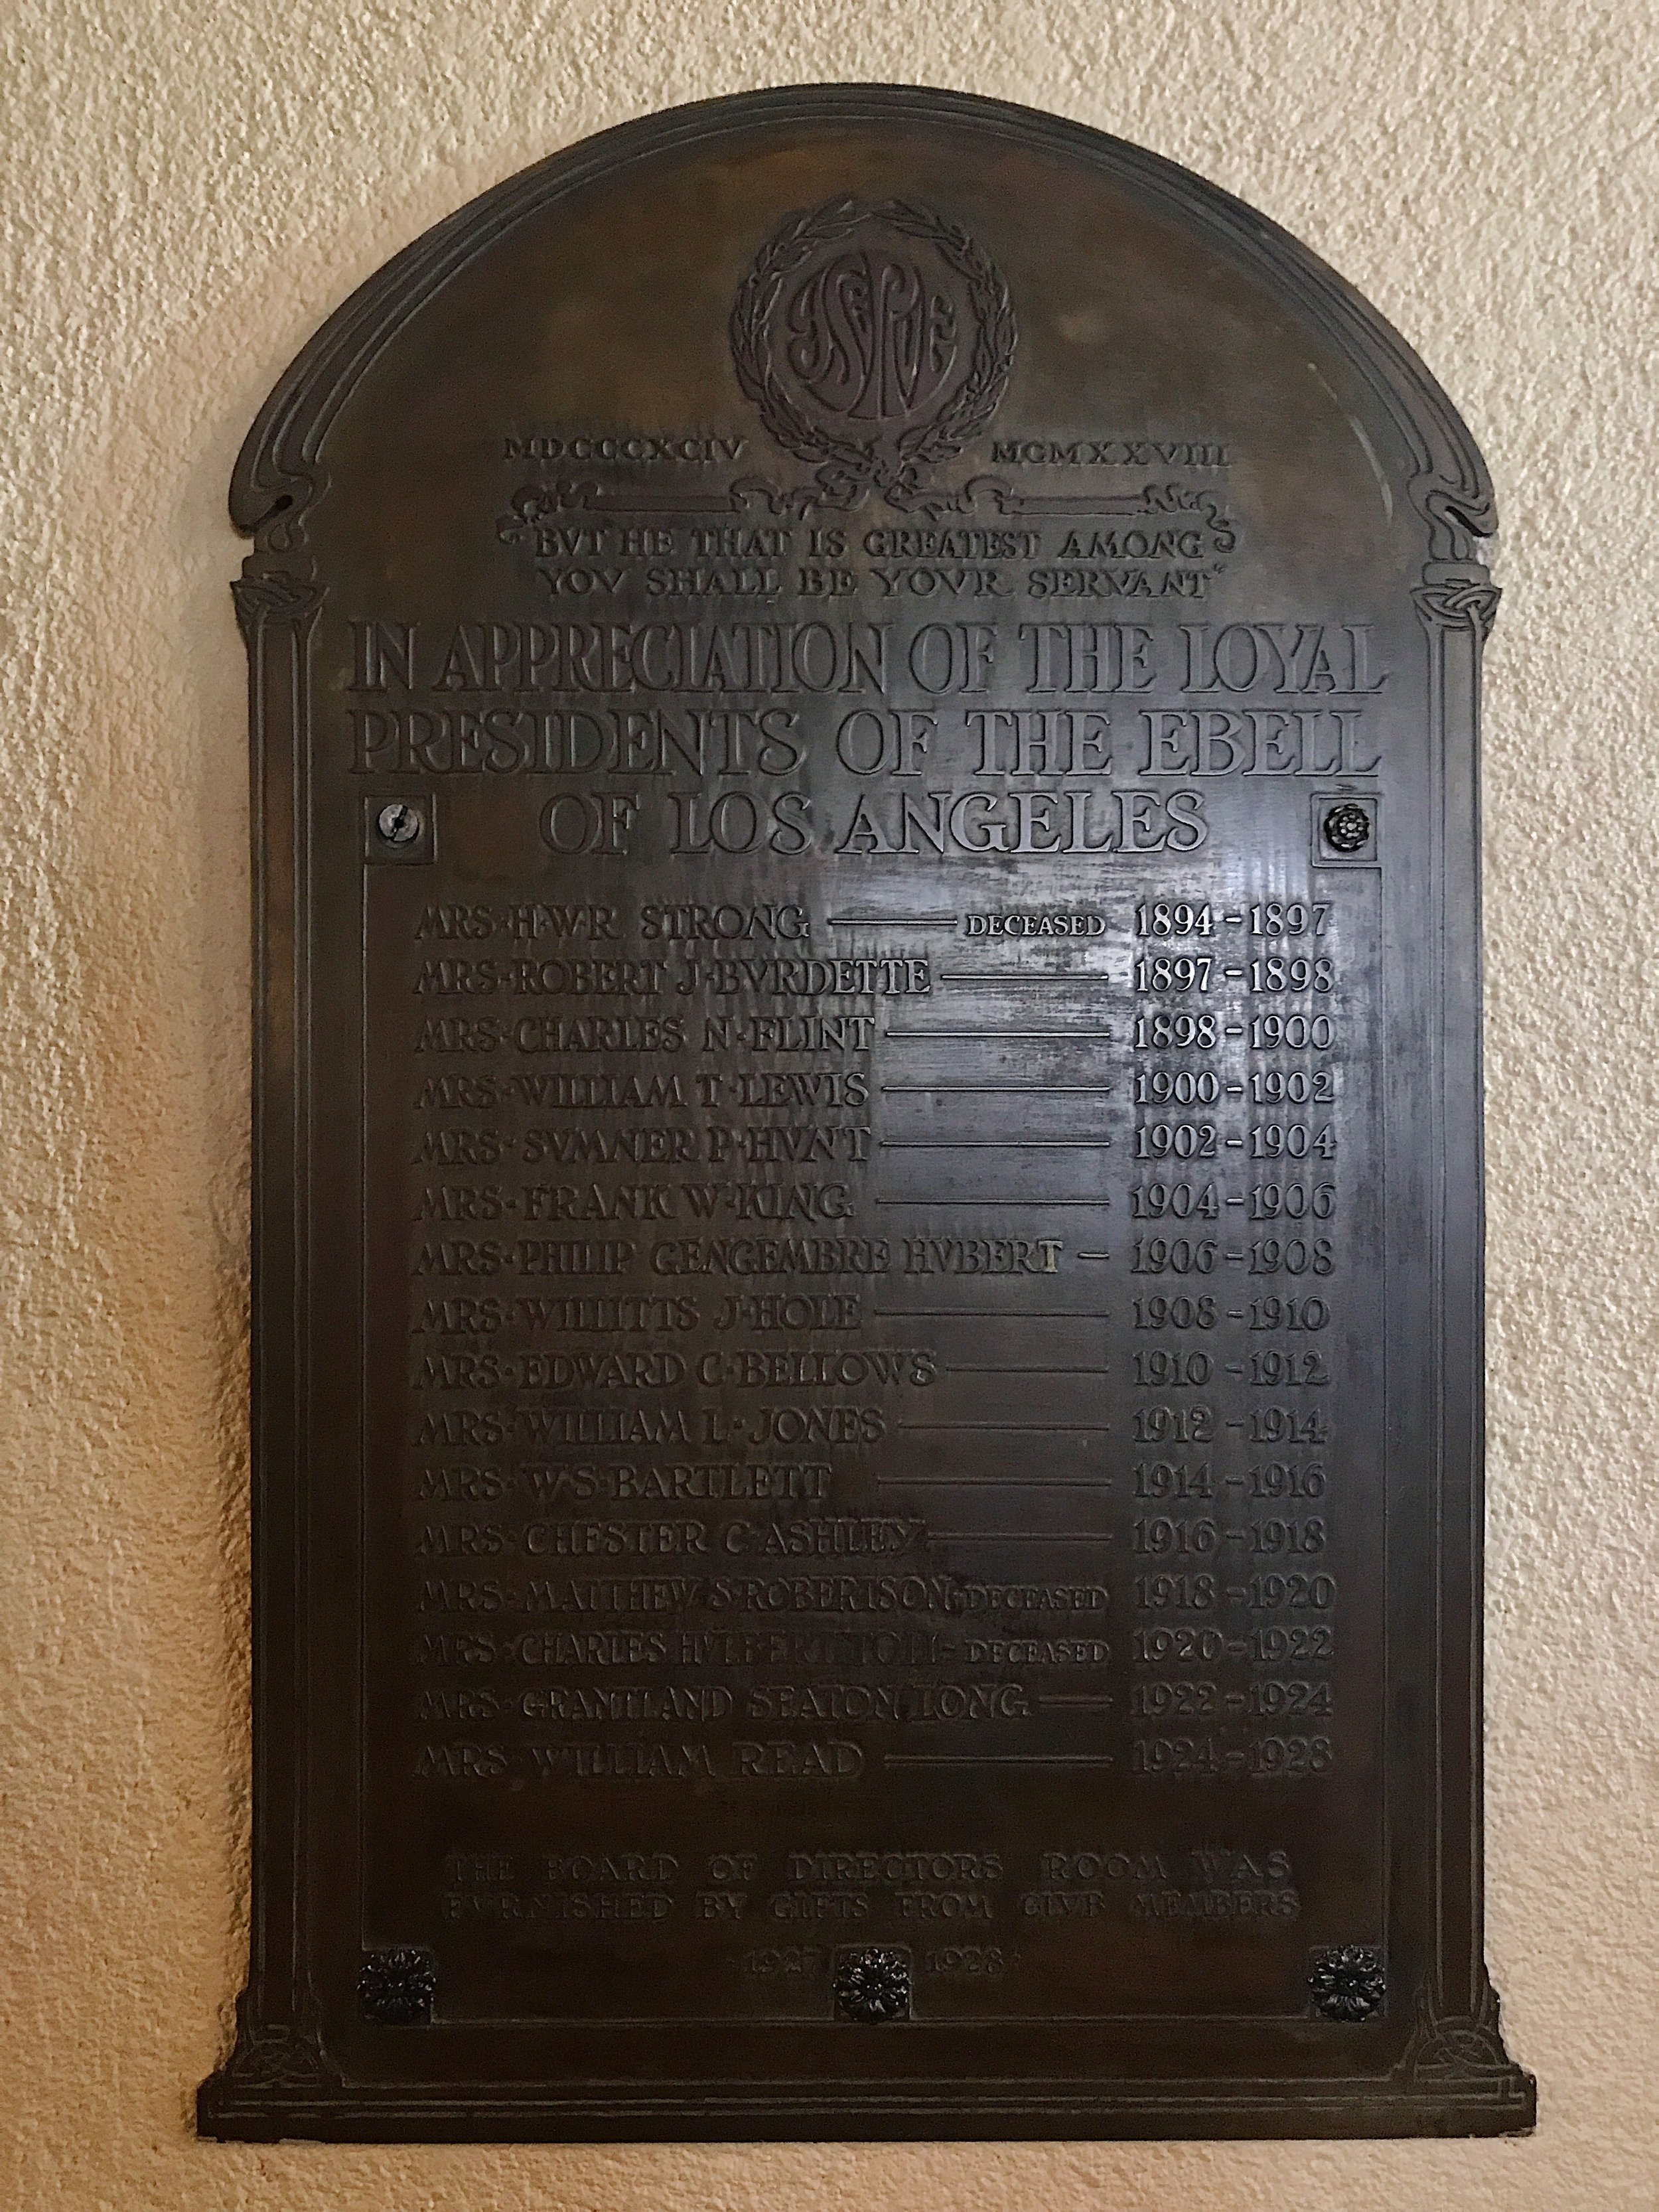 MDCCCXCIV MCMXXVIII
"BVT HE THAT IS GREATEST AMONG
YOV SHALL BE YOVR SERVANT"
IN APPRECIATION OF THE LOYAL
PRESIDENTS OF THE EBELL
OF LOS ANGELES
MRS·H·W·R STRONG — DECEASED 1894-1897
MRS·ROBERT J·BVRDETTE — 1897-1898
MRS·CHARLES N·FLINT — 1898-1900
MRS·WILLIAM T·LEWIS — 1900-1902
MRS·SVMNER P·HVNT — 1902-1904
MRS·FRANK W·KING — 1904-1906
MRS·PHILIP GENGEMBRE HVBERT — 1906-1908
MRS·WILLITTS J·HOLE — 1908-1910
MRS·EDWARD C·BELLOWS — 1910-1912
MRS·WILLIAM L·JONES — 1912-1914
MRS·W·S·BARTLETT — 1914-1916
MRS·CHESTER C·ASHLEY — 1916-1918
MRS·MATTHEW S·ROBERTSON-DECEASED 1918-1920
MRS·CHARLES DECEASED 1920-1922
MRS·GRANTLAND SEATON LONG — 1922-1924
MRS·WILLIAM READ — 1924-1928
THE BOARD OF DIRECTORS ROOM WAS
FVRNISHED BY GIFTS FROM CLVB MEMBERS
·1927 1928·